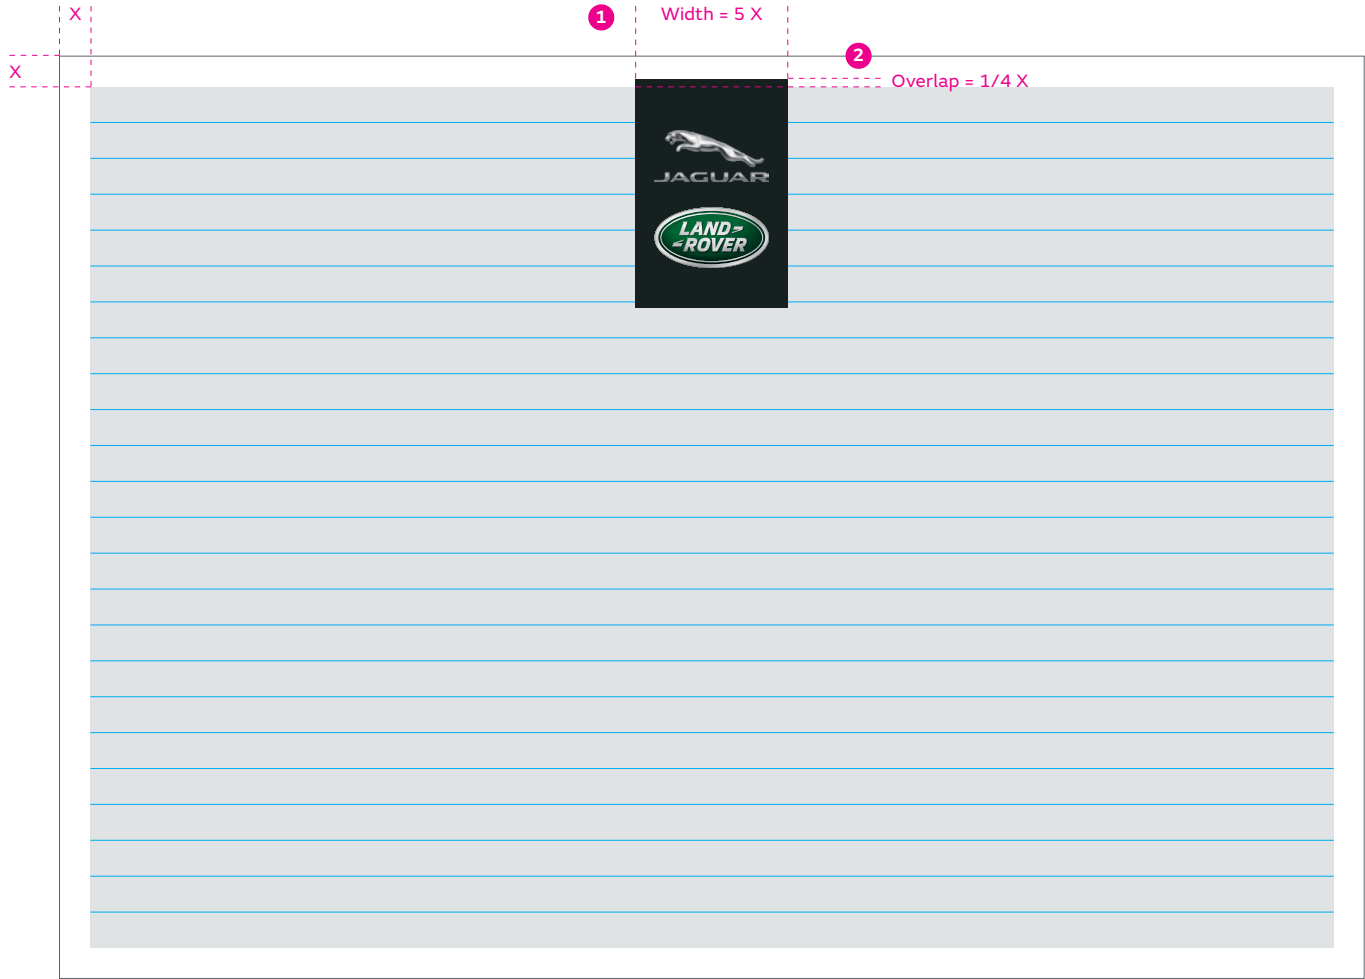 X
1
Width = 5 X
2
X
Overlap = 1/4 X
JAGUAR
LAND-
-ROVER